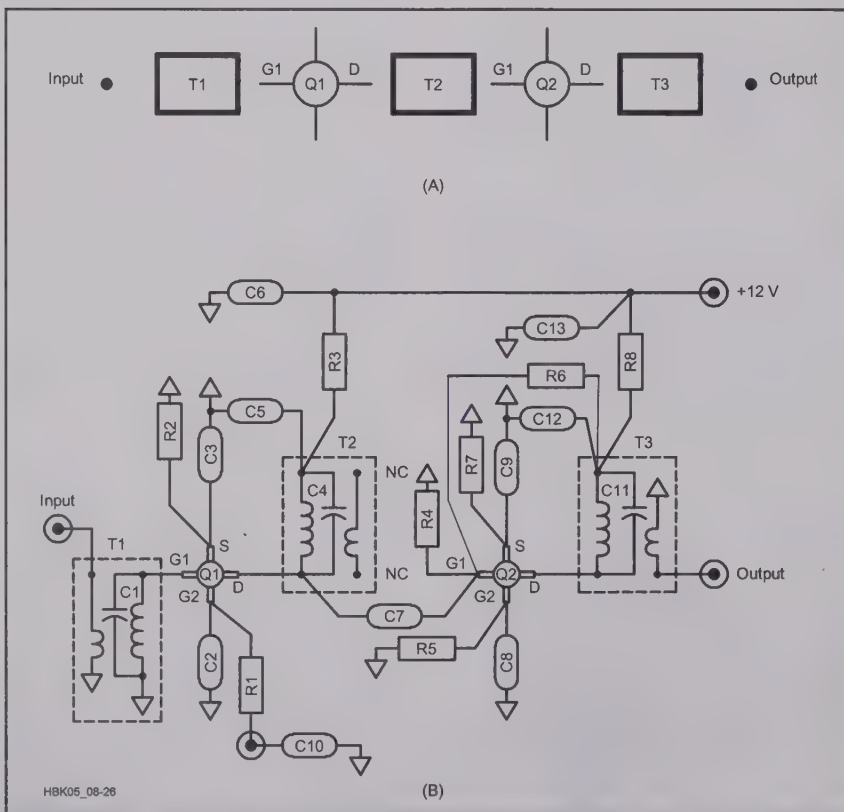 Input T1 G1 Q1 D T2 G1 Q2 D T3 Output
(A)
C6 +12 V
C13
R3 R8
R6
R2 C5 C12
C3 R7 C9 T3
T2
C4 NC R4 C11
Input
T1
G1 S G1 S
C1 Q1 D NC Q2 D Output
G2 G2
C7
C2 R1 R5 C8
C10
HBK05_08-26 (B)